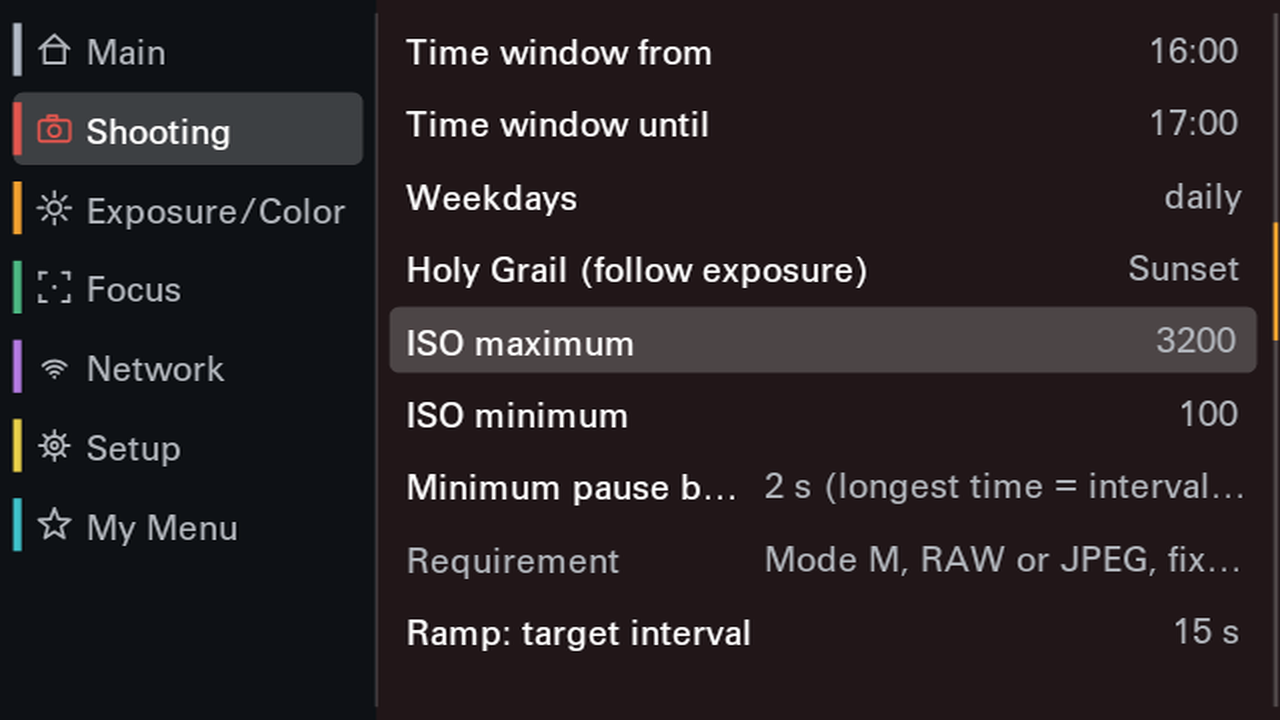 Main
Shooting
Exposure/Color
Focus
Network
Setup
My Menu
Time window from 16:00
Time window until 17:00
Weekdays daily
Holy Grail (follow exposure) Sunset
ISO maximum 3200
ISO minimum 100
Minimum pause b… 2 s (longest time = interval…
Requirement Mode M, RAW or JPEG, fix…
Ramp: target interval 15 s